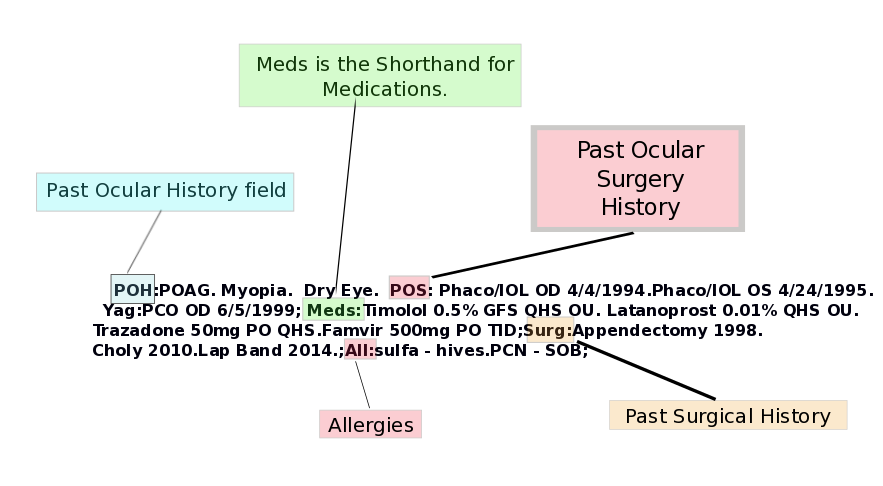 Meds is the Shorthand for
Medications.
Past Ocular
Surgery
History
Past Ocular History field
POH:POAG. Myopia. Dry Eye. POS: Phaco/IOL OD 4/4/1994.Phaco/IOL OS 4/24/1995.
Yag:PCO OD 6/5/1999; Meds:Timolol 0.5% GFS QHS OU. Latanoprost 0.01% QHS OU.
Trazadone 50mg PO QHS.Famvir 500mg PO TID;Surg:Appendectomy 1998.
Choly 2010.Lap Band 2014.;All:sulfa - hives.PCN - SOB;
Allergies
Past Surgical History